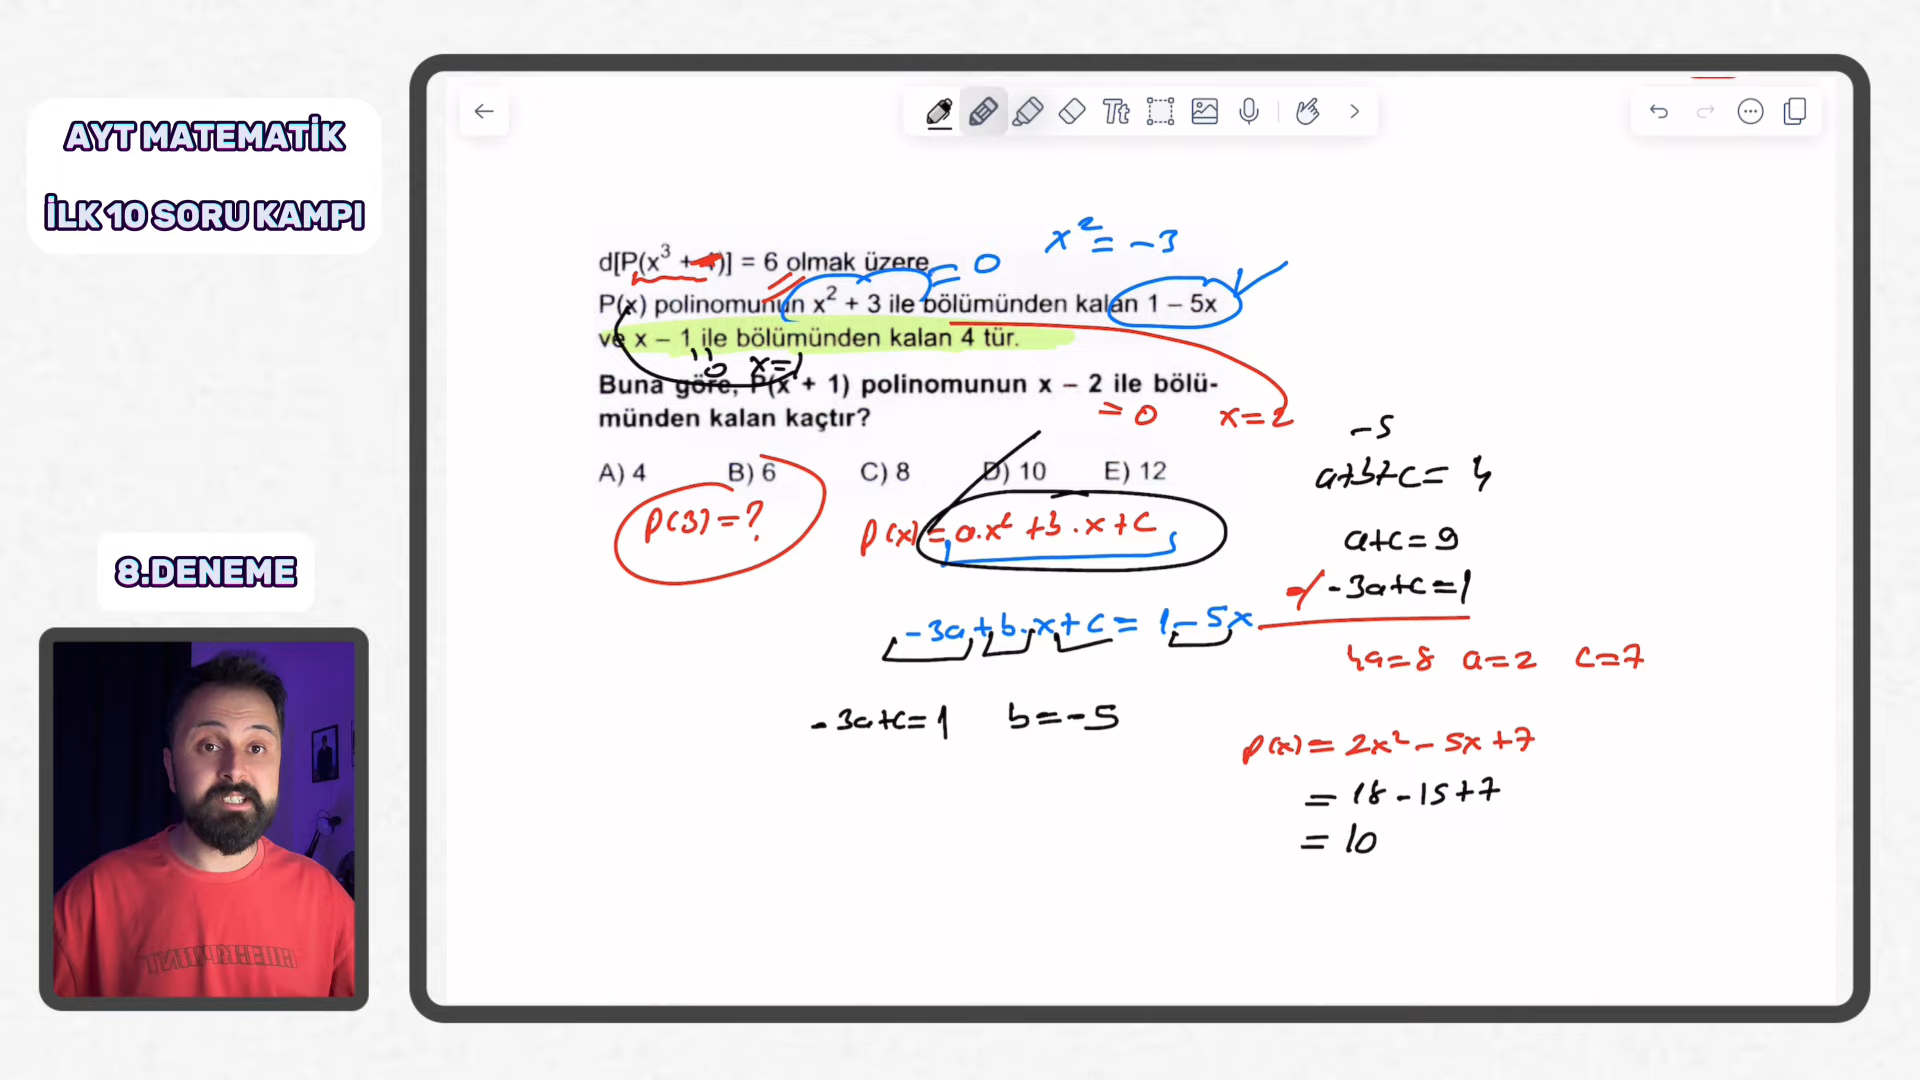 AYT MATEMATİK
İLK 10 SORU KAMPI
8.DENEME
Tt
x² = -3
d[P(x³ + )] = 6 olmak üzere
= 0
P(x) polinomunun x² + 3 ile bölümünden kalan 1 – 5x
ve x – 1 ile bölümünden kalan 4 tür.
0 x=1
Buna göre, P(x + 1) polinomunun x – 2 ile bölü-
münden kalan kaçtır?
= 0 x=2
A) 4 B) 6 C) 8 D) 10 E) 12
P(3) = ?
P(x) = a.x² + b.x + c
-3a + b.x + c = 1 - 5x
-3a+c=1 b=-5
-5
a+b+c = 4
a+c = 9
-3a+c=1
4a=8 a=2 c=7
P(x) = 2x² - 5x + 7
= 18 - 15 + 7
= 10